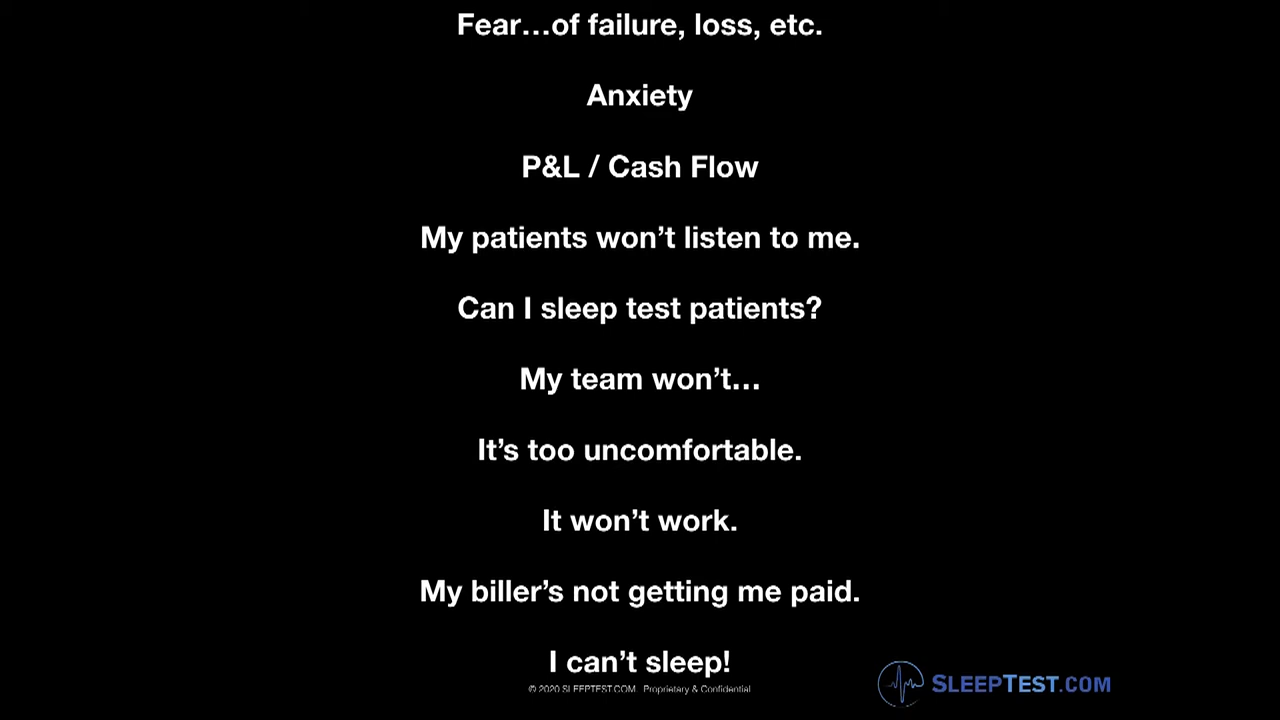 Fear…of failure, loss, etc.
Anxiety
P&L / Cash Flow
My patients won’t listen to me.
Can I sleep test patients?
My team won’t…
It’s too uncomfortable.
It won’t work.
My biller’s not getting me paid.
I can’t sleep!
© 2020 SLEEPTEST.COM Proprietary & Confidential
SLEEPTEST.COM